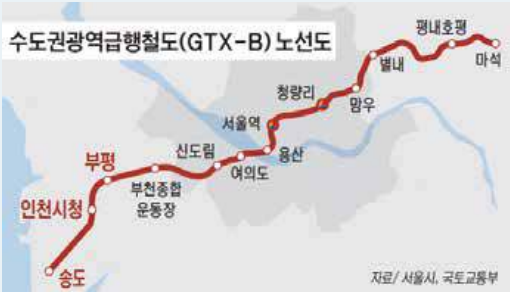 수도권광역급행철도(GTX-B) 노선도
평내호평
마석
별내
청량리
망우
서울역
용산
신도림
여의도
부평
부천종합
운동장
인천시청
송도
자료/ 서울시, 국토교통부